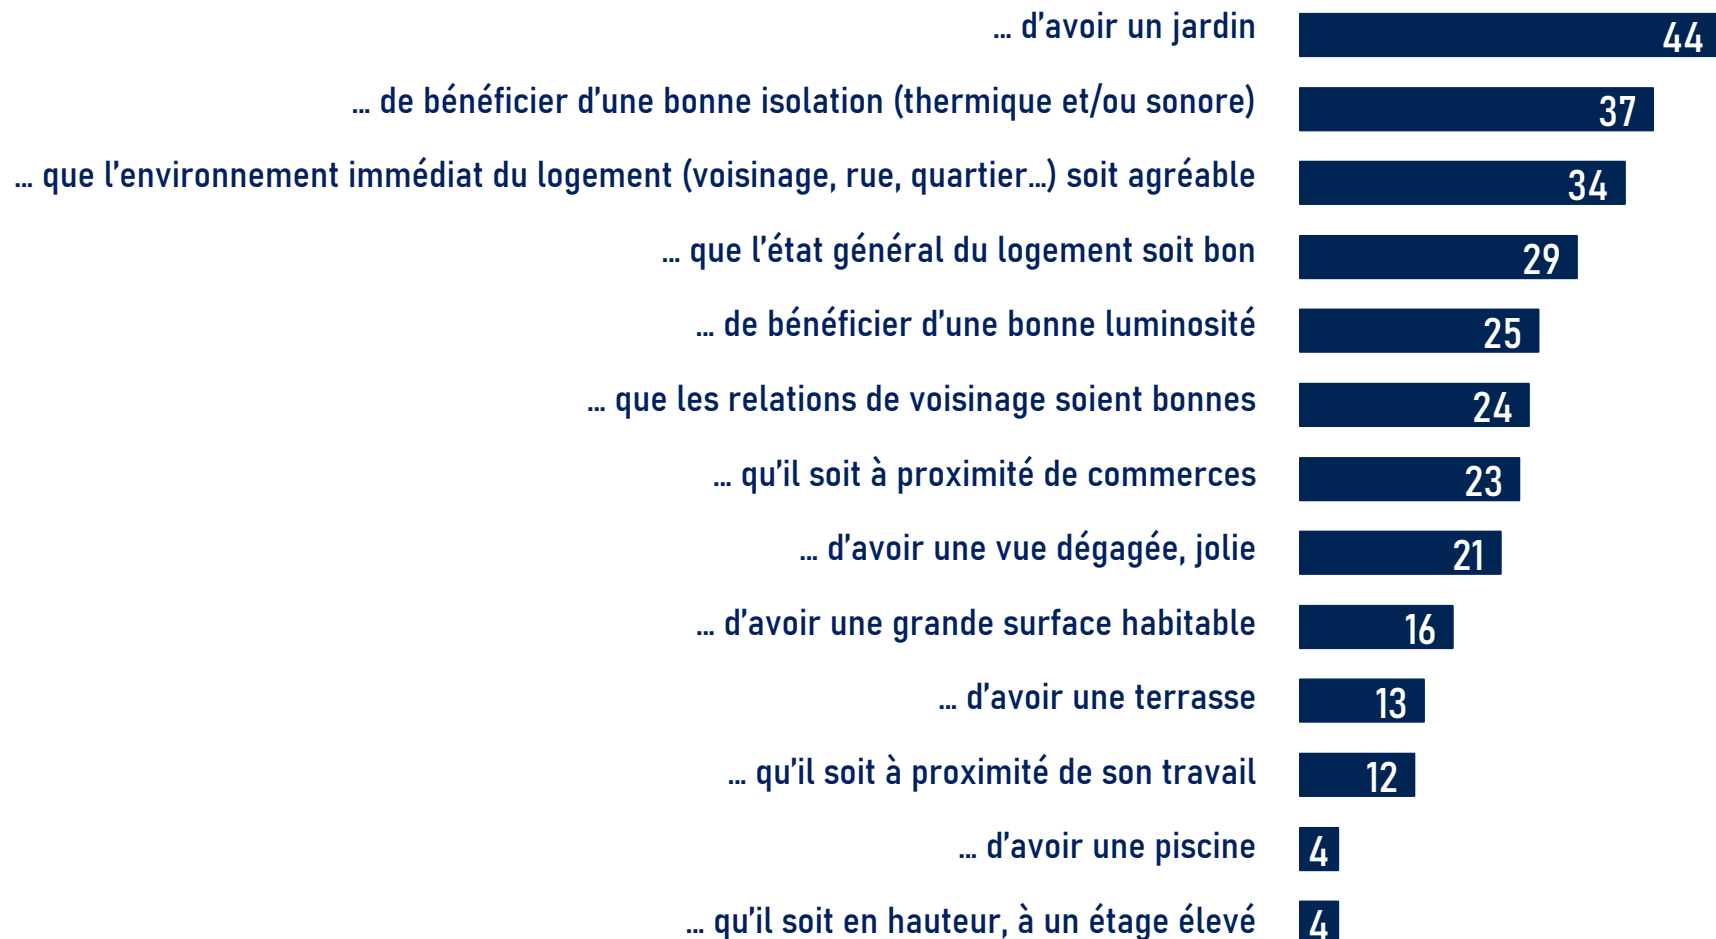 ... d'avoir un jardin 44
... de bénéficier d'une bonne isolation (thermique et/ou sonore) 37
... que l'environnement immédiat du logement (voisinage, rue, quartier...) soit agréable 34
... que l'état général du logement soit bon 29
... de bénéficier d'une bonne luminosité 25
... que les relations de voisinage soient bonnes 24
... qu'il soit à proximité de commerces 23
... d'avoir une vue dégagée, jolie 21
... d'avoir une grande surface habitable 16
... d'avoir une terrasse 13
... qu'il soit à proximité de son travail 12
... d'avoir une piscine 4
... qu'il soit en hauteur, à un étage élevé 4